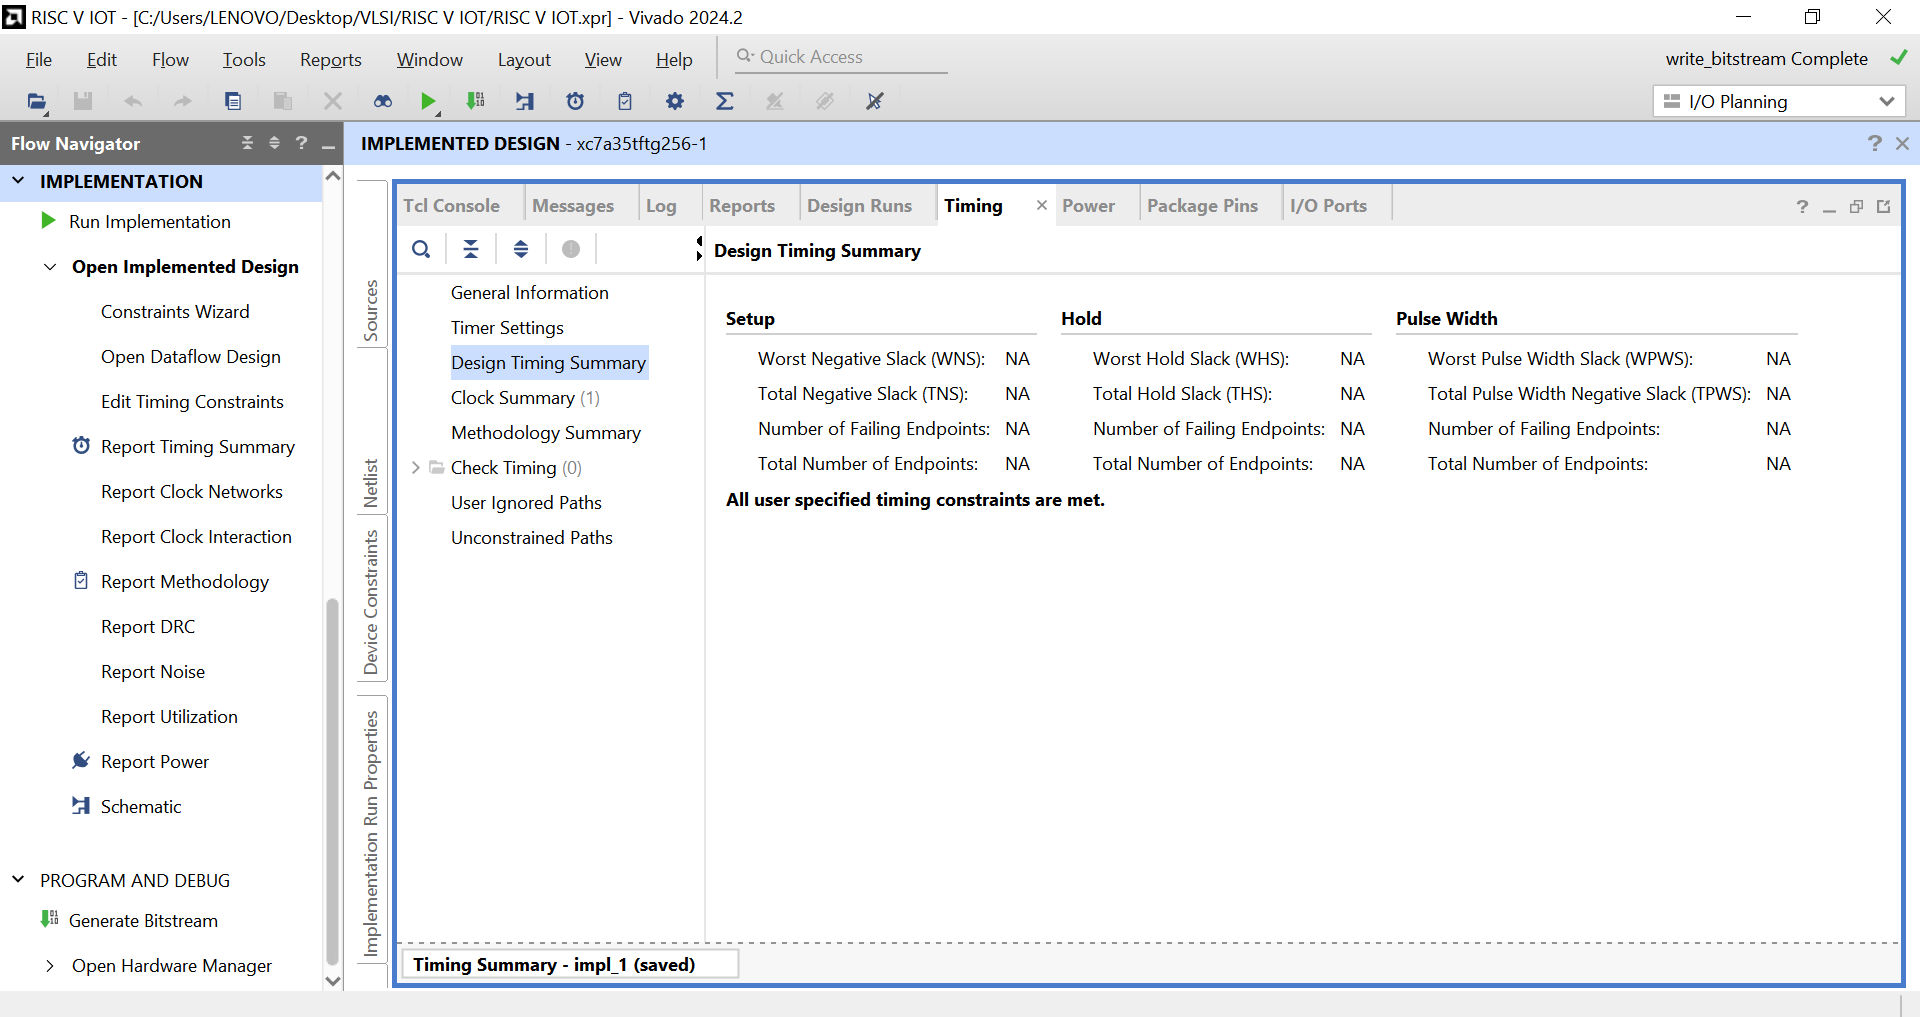 RISC V IOT - [C:/Users/LENOVO/Desktop/VLSI/RISC V IOT/RISC V IOT.xpr] - Vivado 2024.2
File Edit Flow Tools Reports Window Layout View Help Quick Access write_bitstream Complete
I/O Planning
Flow Navigator
IMPLEMENTED DESIGN - xc7a35tftg256-1
IMPLEMENTATION
Run Implementation
Open Implemented Design
Constraints Wizard
Open Dataflow Design
Edit Timing Constraints
Report Timing Summary
Report Clock Networks
Report Clock Interaction
Report Methodology
Report DRC
Report Noise
Report Utilization
Report Power
Schematic
PROGRAM AND DEBUG
Generate Bitstream
Open Hardware Manager
Sources
Netlist
Device Constraints
Implementation Run Properties
Tcl Console Messages Log Reports Design Runs Timing Power Package Pins I/O Ports
General Information
Timer Settings
Design Timing Summary
Clock Summary (1)
Methodology Summary
Check Timing (0)
User Ignored Paths
Unconstrained Paths
Design Timing Summary
Setup Hold Pulse Width
Worst Negative Slack (WNS): NA Worst Hold Slack (WHS): NA Worst Pulse Width Slack (WPWS): NA
Total Negative Slack (TNS): NA Total Hold Slack (THS): NA Total Pulse Width Negative Slack (TPWS): NA
Number of Failing Endpoints: NA Number of Failing Endpoints: NA Number of Failing Endpoints: NA
Total Number of Endpoints: NA Total Number of Endpoints: NA Total Number of Endpoints: NA
All user specified timing constraints are met.
Timing Summary - impl_1 (saved)